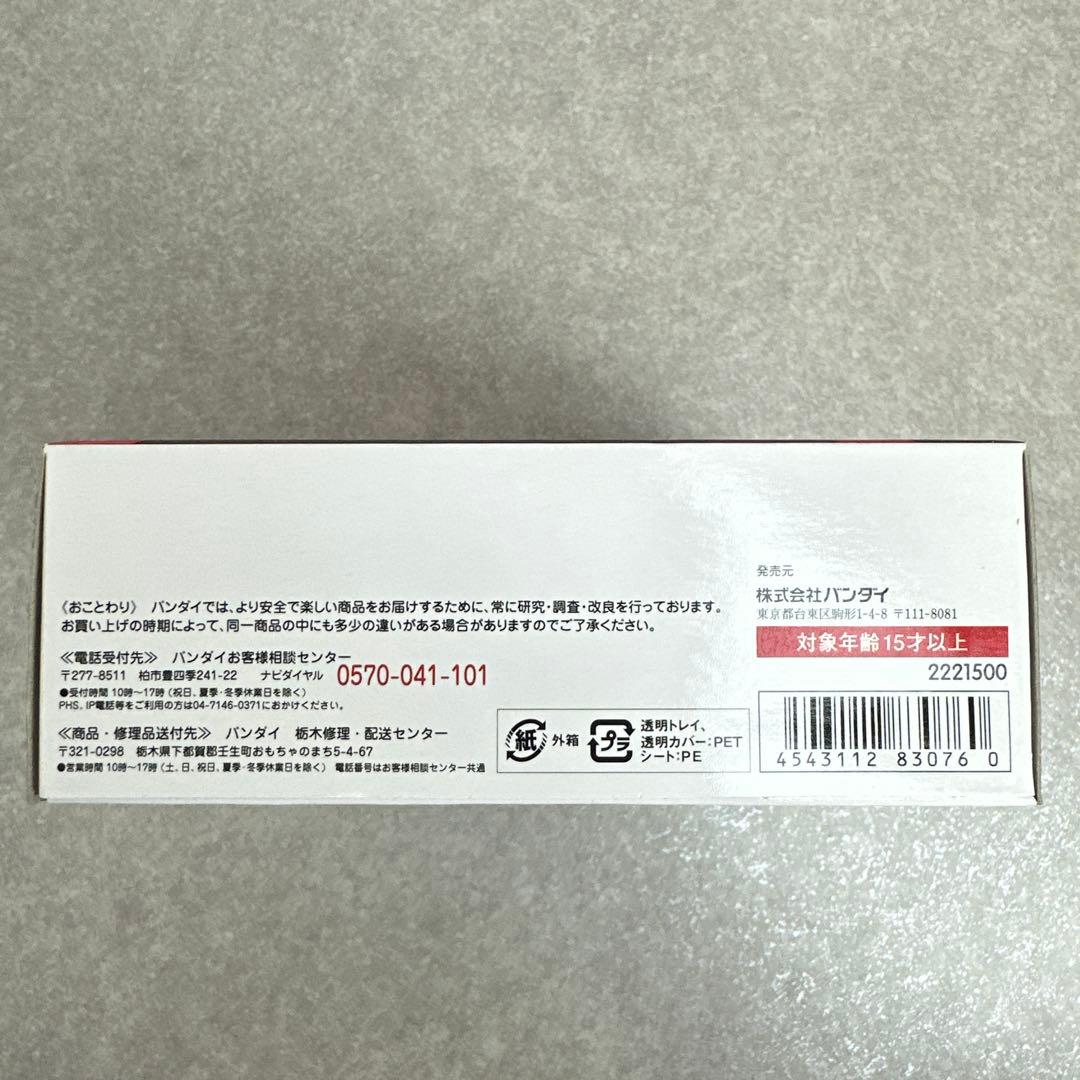 《おことわり》 バンダイでは、より安全で楽しい商品をお届けするために、常に研究・調査・改良を行っております。
お買い上げの時期によって、同一商品の中にも多少の違いがある場合がありますのでご了承ください。
≪電話受付先≫ バンダイお客様相談センター
〒277-8511 柏市豊四季241-22 ナビダイヤル 0570-041-101
●受付時間 10時〜17時 (祝日、夏季・冬季休業日を除く)
PHS、IP電話等をご利用の方は04-7146-0371におかけください。
≪商品・修理品送付先≫ バンダイ 栃木修理・配送センター
〒321-0298 栃木県下都賀郡壬生町おもちゃのまち5-4-67
●営業時間 10時〜17時 (土、日、祝日、夏季・冬季休業日を除く) 電話番号はお客様相談センター共通
紙 外箱
プラ 透明トレイ、
透明カバー:PET
シート:PE
発売元
株式会社バンダイ
東京都台東区駒形1-4-8 〒111-8081
対象年齢15才以上
2221500
4543112 83076 0